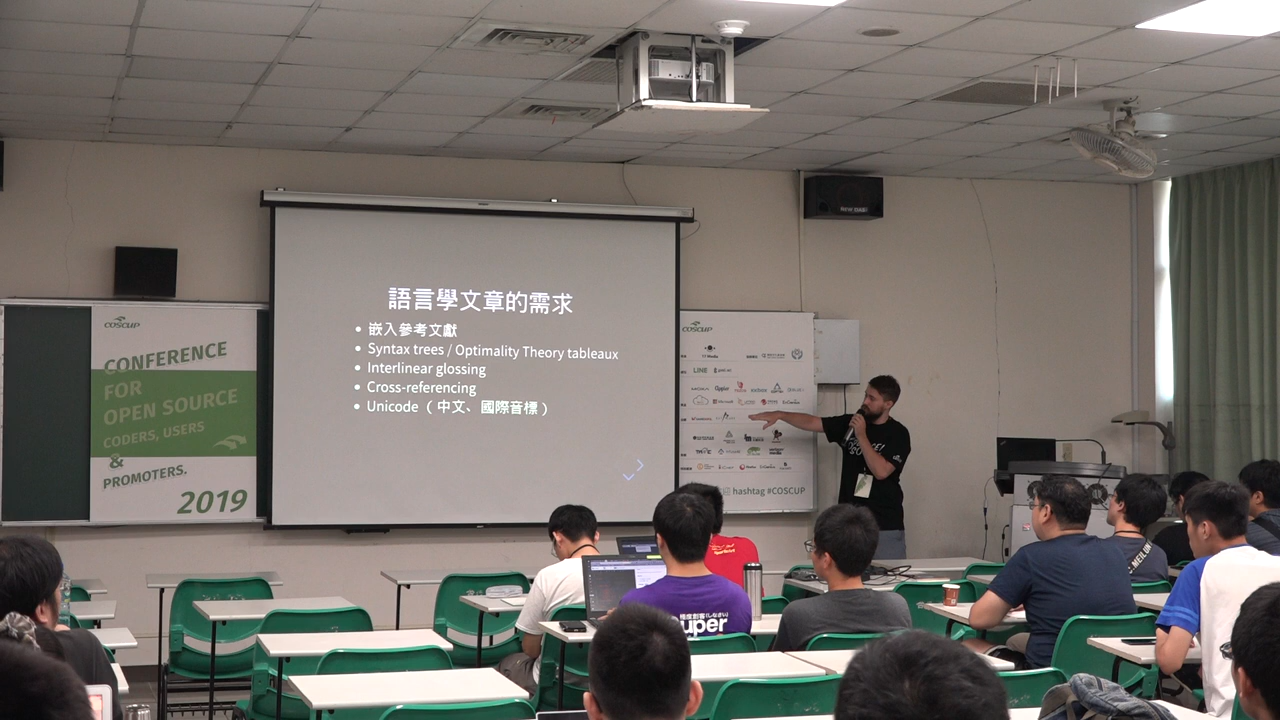 COSCUP
CONFERENCE
FOR
OPEN SOURCE
CODERS, USERS
&
PROMOTERS.
2019
語言學文章的需求
• 嵌入參考文獻
• Syntax trees / Optimality Theory tableaux
• Interlinear glossing
• Cross-referencing
• Unicode（中文、國際音標）
COSCUP
LINE
hashtag #COSCUP
uper